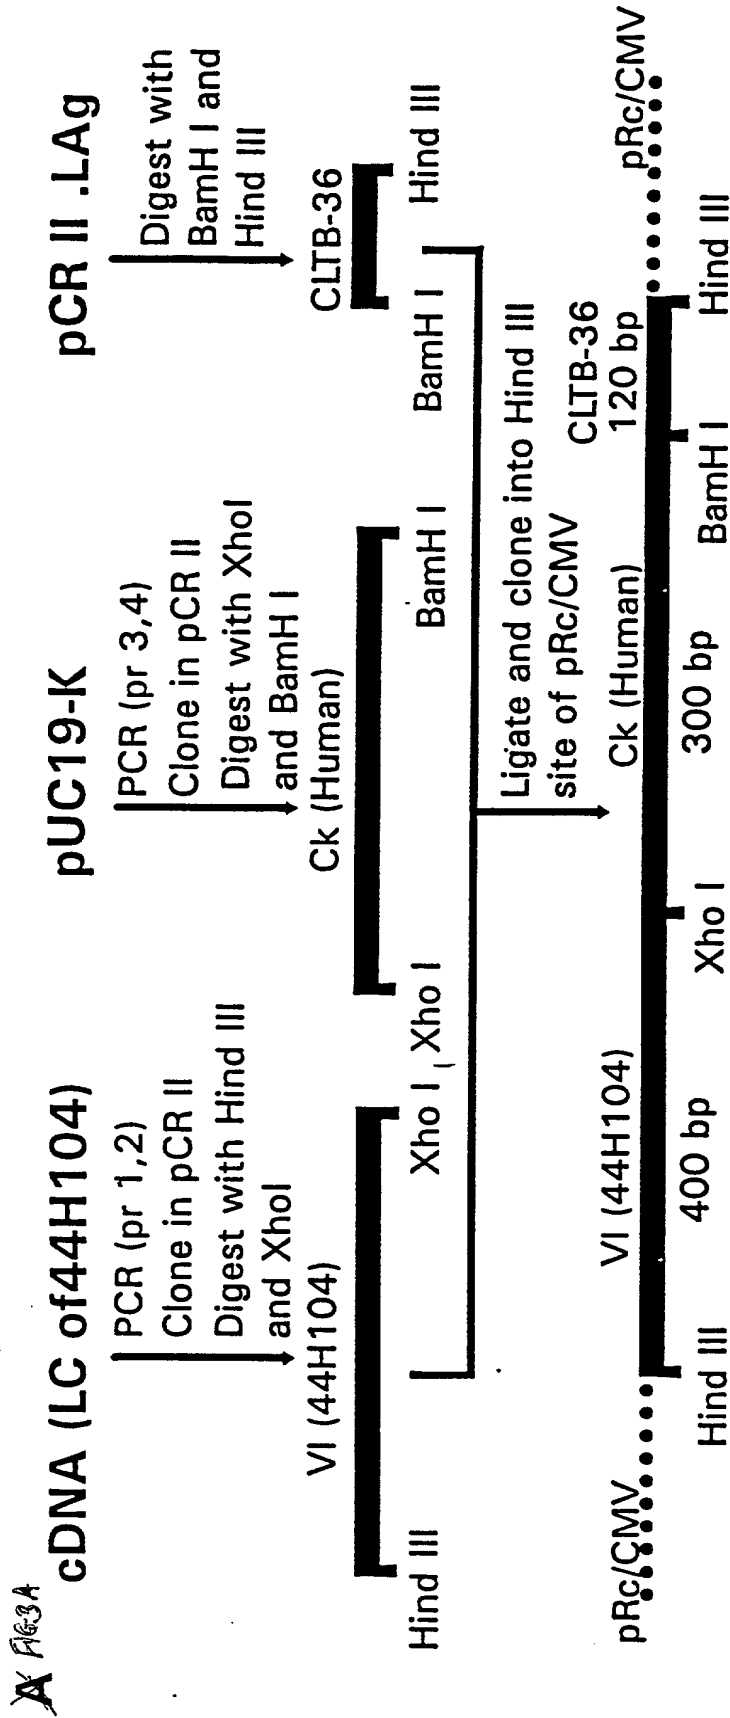 A FIG.3A
cDNA (LC of44H104)
PCR (pr 1,2)
Clone in pCR II
Digest with Hind III
and XhoI
VI (44H104)
Hind III
Xho I
pUC19-K
PCR (pr 3,4)
Clone in pCR II
Digest with XhoI
and BamH I
Ck (Human)
Xho I
BamH I
pCR II .LAg
Digest with
BamH I and
Hind III
CLTB-36
BamH I
Hind III
Ligate and clone into Hind III
site of pRc/CMV
pRc/CMV
VI (44H104)
Ck (Human)
CLTB-36
pRc/CMV
400 bp
300 bp
120 bp
Hind III
Xho I
BamH I
Hind III